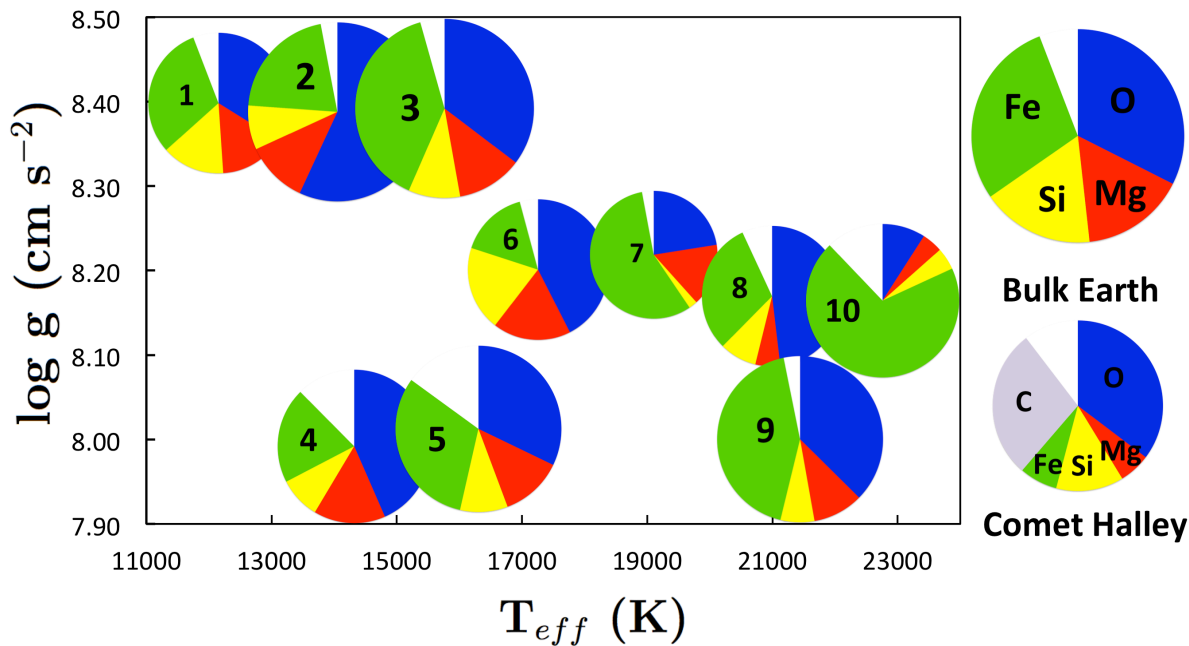 8.50
8.40
8.30
8.20
8.10
8.00
7.90
log g (cm s−2)
11000 13000 15000 17000 19000 21000 23000
Teff (K)
1
2
3
4
5
6
7
8
9
10
Fe
O
Si
Mg
Bulk Earth
O
C
Fe
Si
Mg
Comet Halley